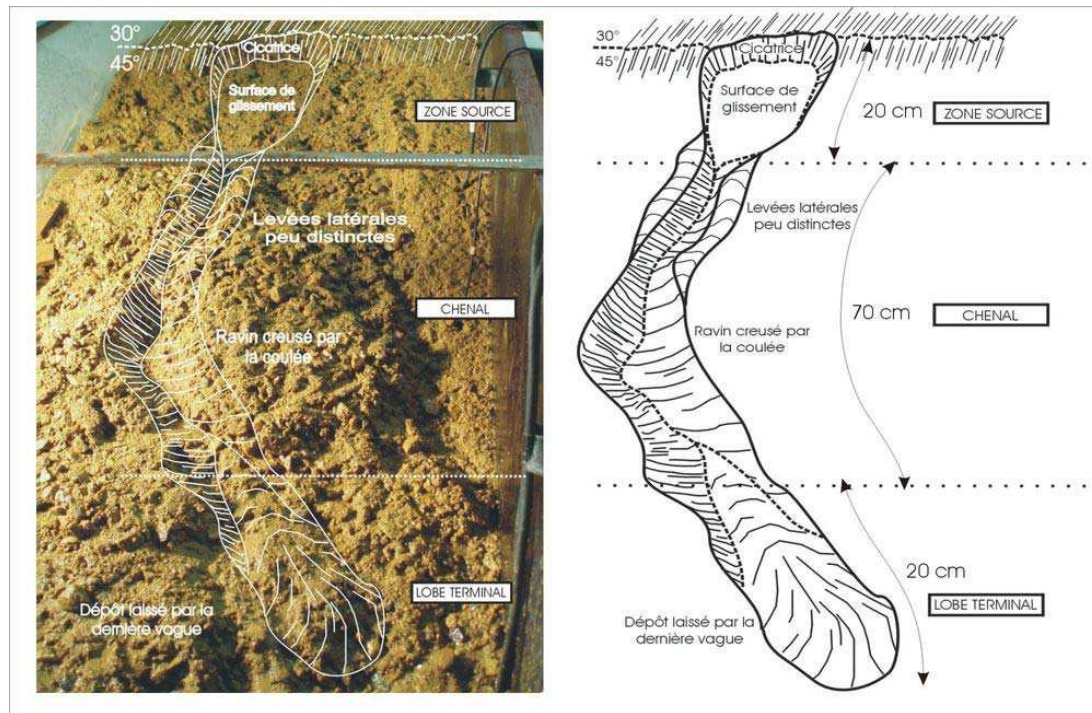 30°
45°
Cicatrice
Surface de
glissement
ZONE SOURCE
Levées latérales
peu distinctes
CHENAL
Ravin creusé par
la coulée
LOBE TERMINAL
Dépôt laissé par la
dernière vague
30°
45°
Cicatrice
Surface de
glissement
20 cm
ZONE SOURCE
Levées latérales
peu distinctes
70 cm
CHENAL
Ravin creusé par
la coulée
20 cm
LOBE TERMINAL
Dépôt laissé par la
dernière vague